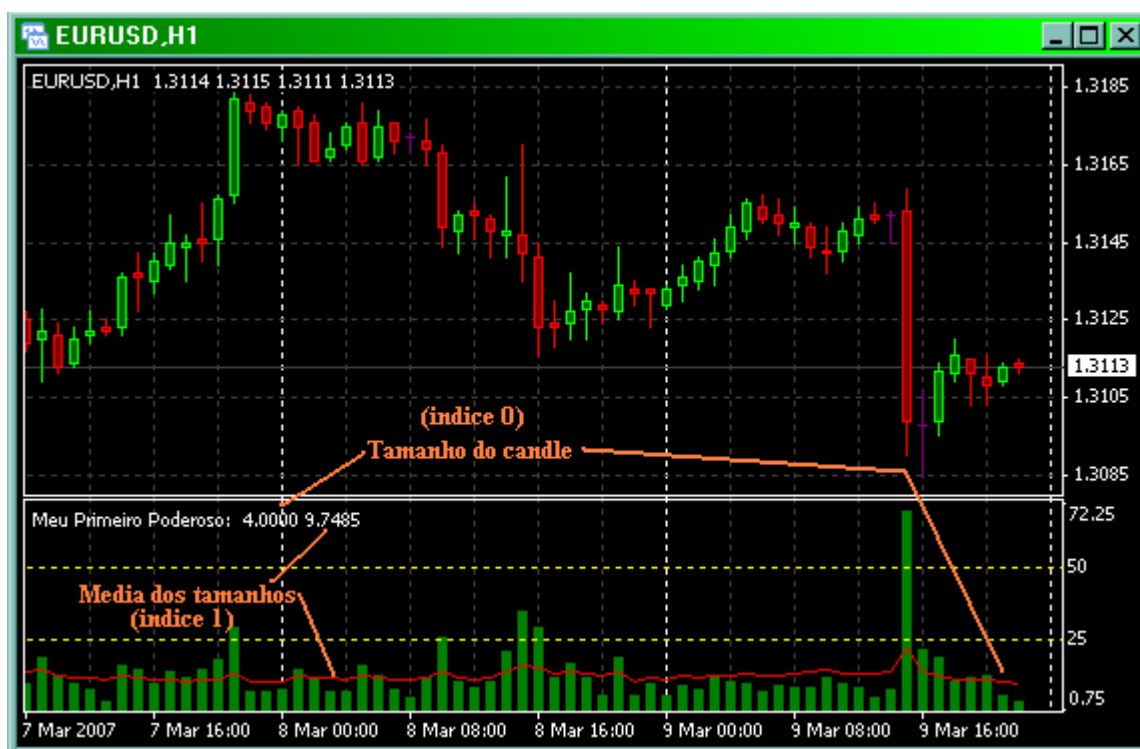 EURUSD,H1
EURUSD,H1 1.3114 1.3115 1.3111 1.3113
1.3185
1.3165
1.3145
1.3125
1.3113
1.3105
1.3085
(indice 0)
Tamanho do candle
Meu Primeiro Poderoso: 4.0000 9.7485
72.25
50
Media dos tamanhos
(indice 1)
25
0.75
7 Mar 2007 7 Mar 16:00 8 Mar 00:00 8 Mar 08:00 8 Mar 16:00 9 Mar 00:00 9 Mar 08:00 9 Mar 16:00